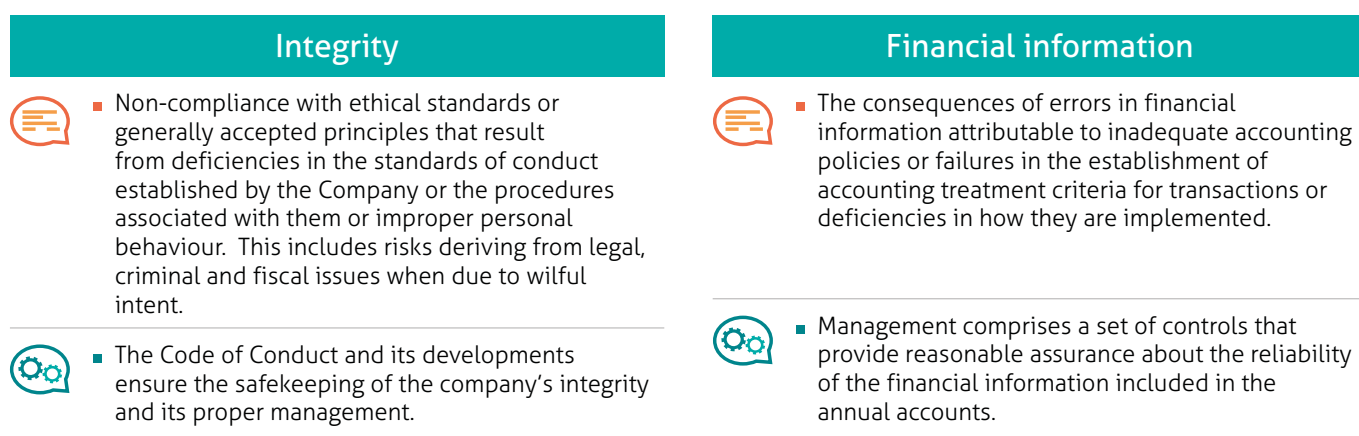 Integrity
Non-compliance with ethical standards or
generally accepted principles that result
from deficiencies in the standards of conduct
established by the Company or the procedures
associated with them or improper personal
behaviour.  This includes risks deriving from legal,
criminal and fiscal issues when due to wilful
intent.
The Code of Conduct and its developments
ensure the safekeeping of the company’s integrity
and its proper management.
Financial information
The consequences of errors in financial
information attributable to inadequate accounting
policies or failures in the establishment of
accounting treatment criteria for transactions or
deficiencies in how they are implemented.
Management comprises a set of controls that
provide reasonable assurance about the reliability
of the financial information included in the
annual accounts.